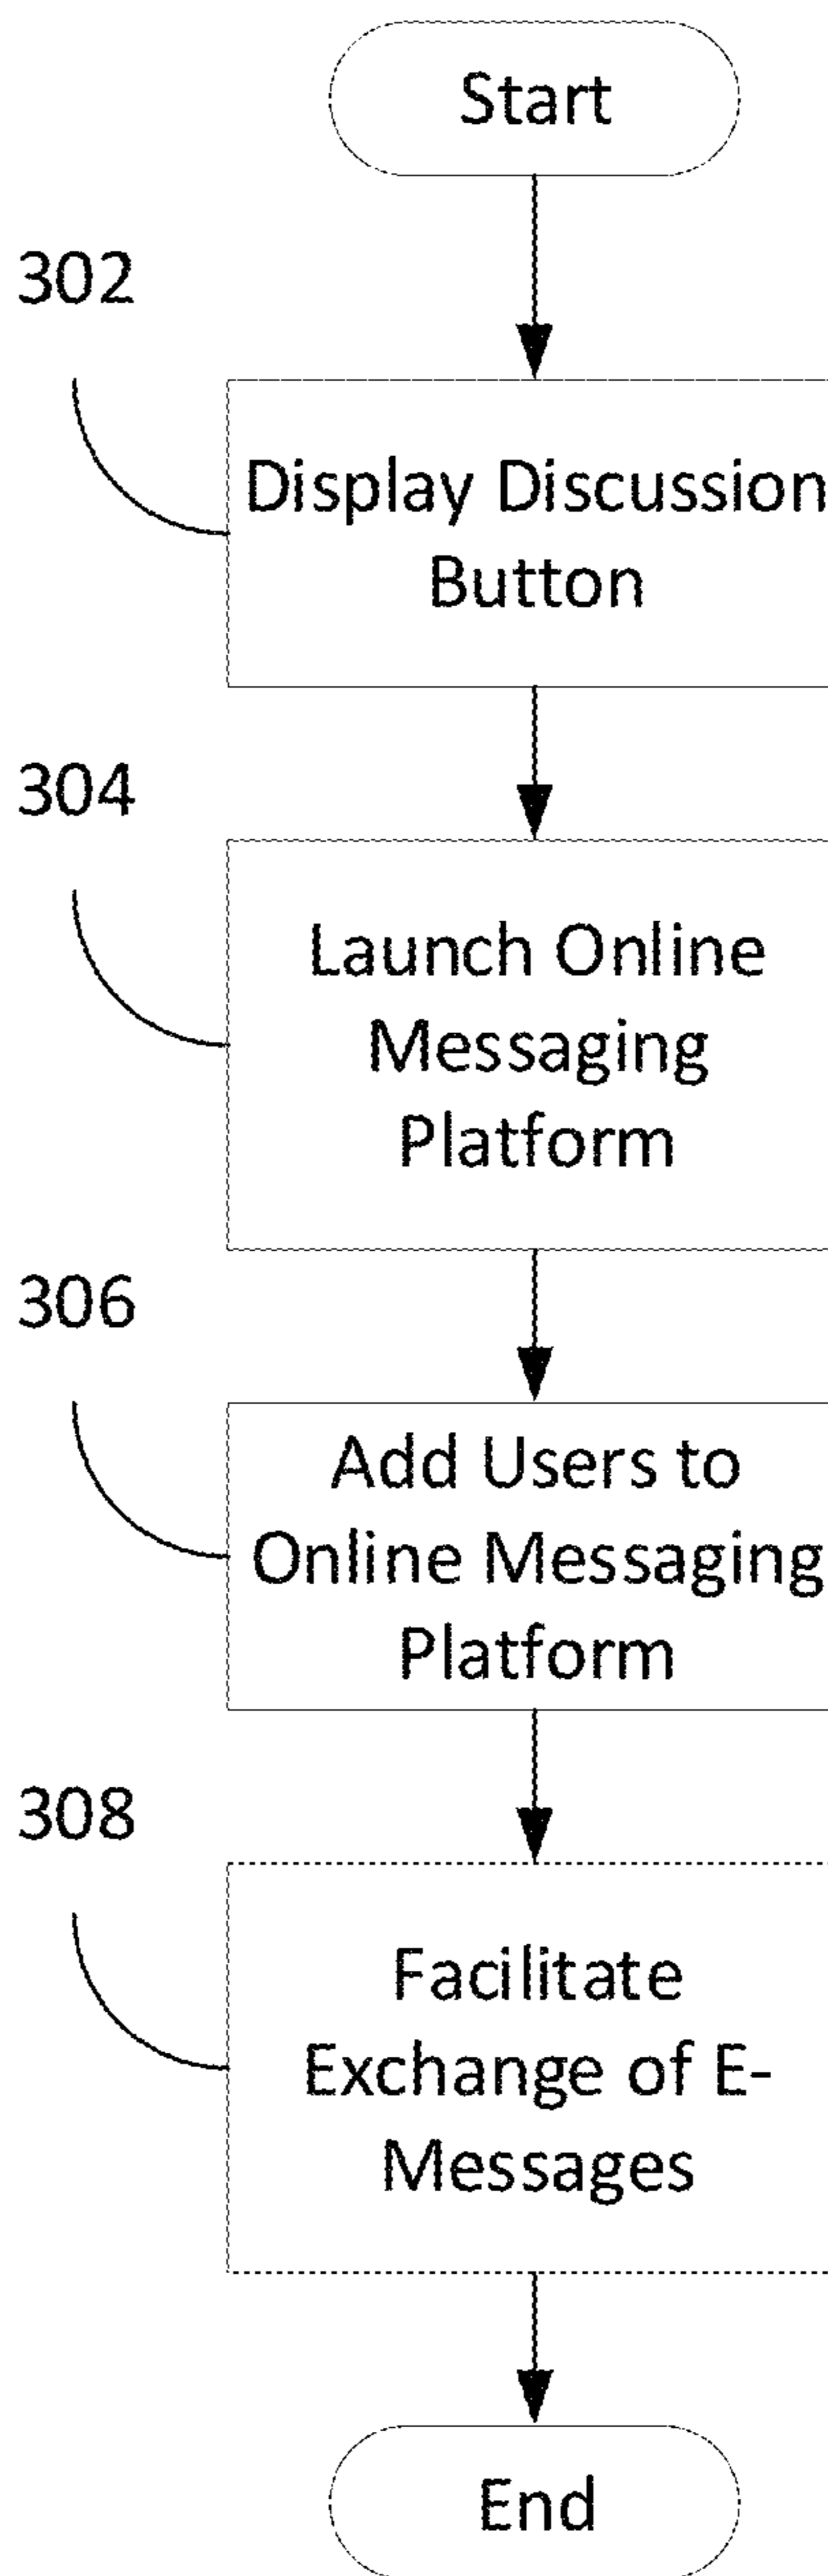 Start
302
Display Discussion
Button
304
Launch Online
Messaging
Platform
306
Add Users to
Online Messaging
Platform
308
Facilitate
Exchange of E-
Messages
End